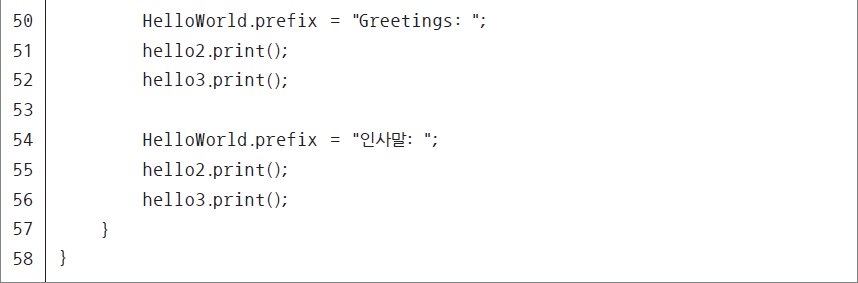 50 HelloWorld.prefix = "Greetings: ";
51 hello2.print();
52 hello3.print();
53
54 HelloWorld.prefix = "인사말: ";
55 hello2.print();
56 hello3.print();
57 }
58 }